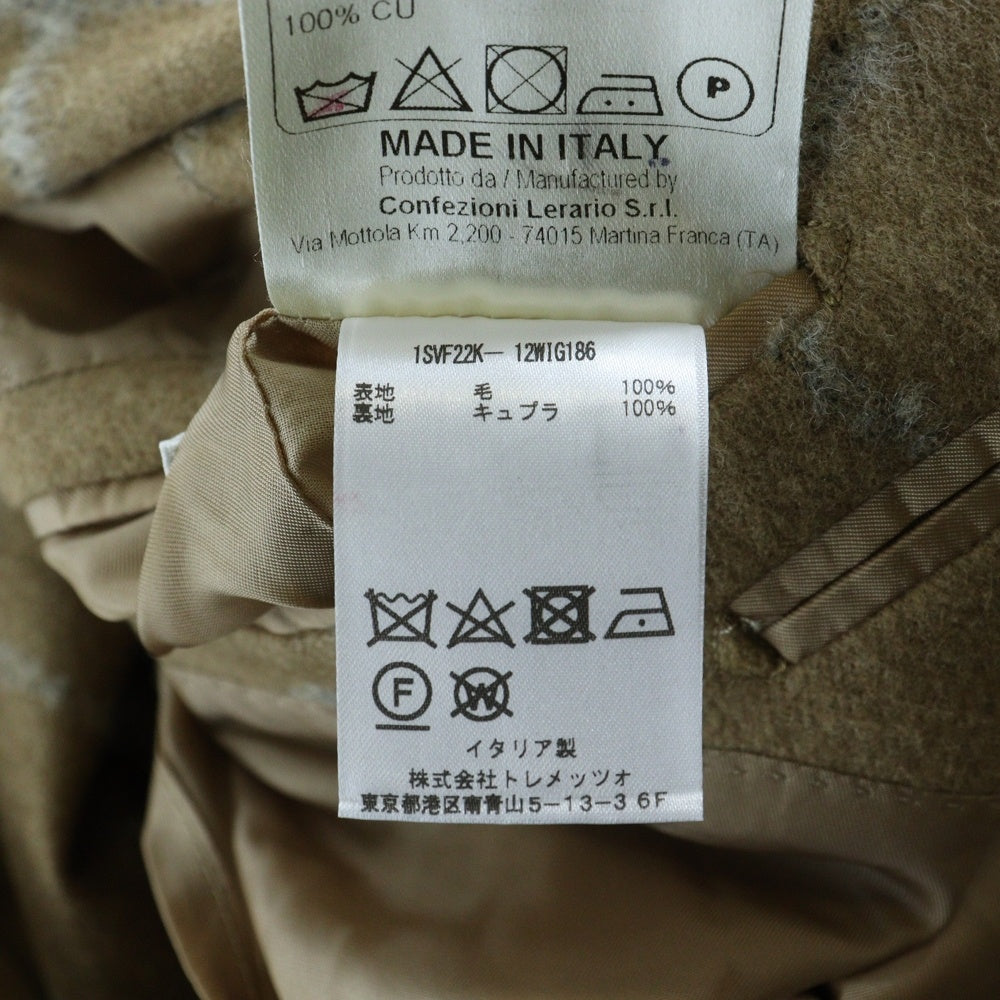 100% CU
P
MADE IN ITALY
Prodotto da / Manufactured by
Confezioni Lerario S.r.l.
Via Mottola Km 2,200 - 74015 Martina Franca (TA)
1SVF22K— 12WIG186
表地 毛 100%
裏地 キュプラ 100%
F W
イタリア製
株式会社トレメッツォ
東京都港区南青山5-13-3 6F